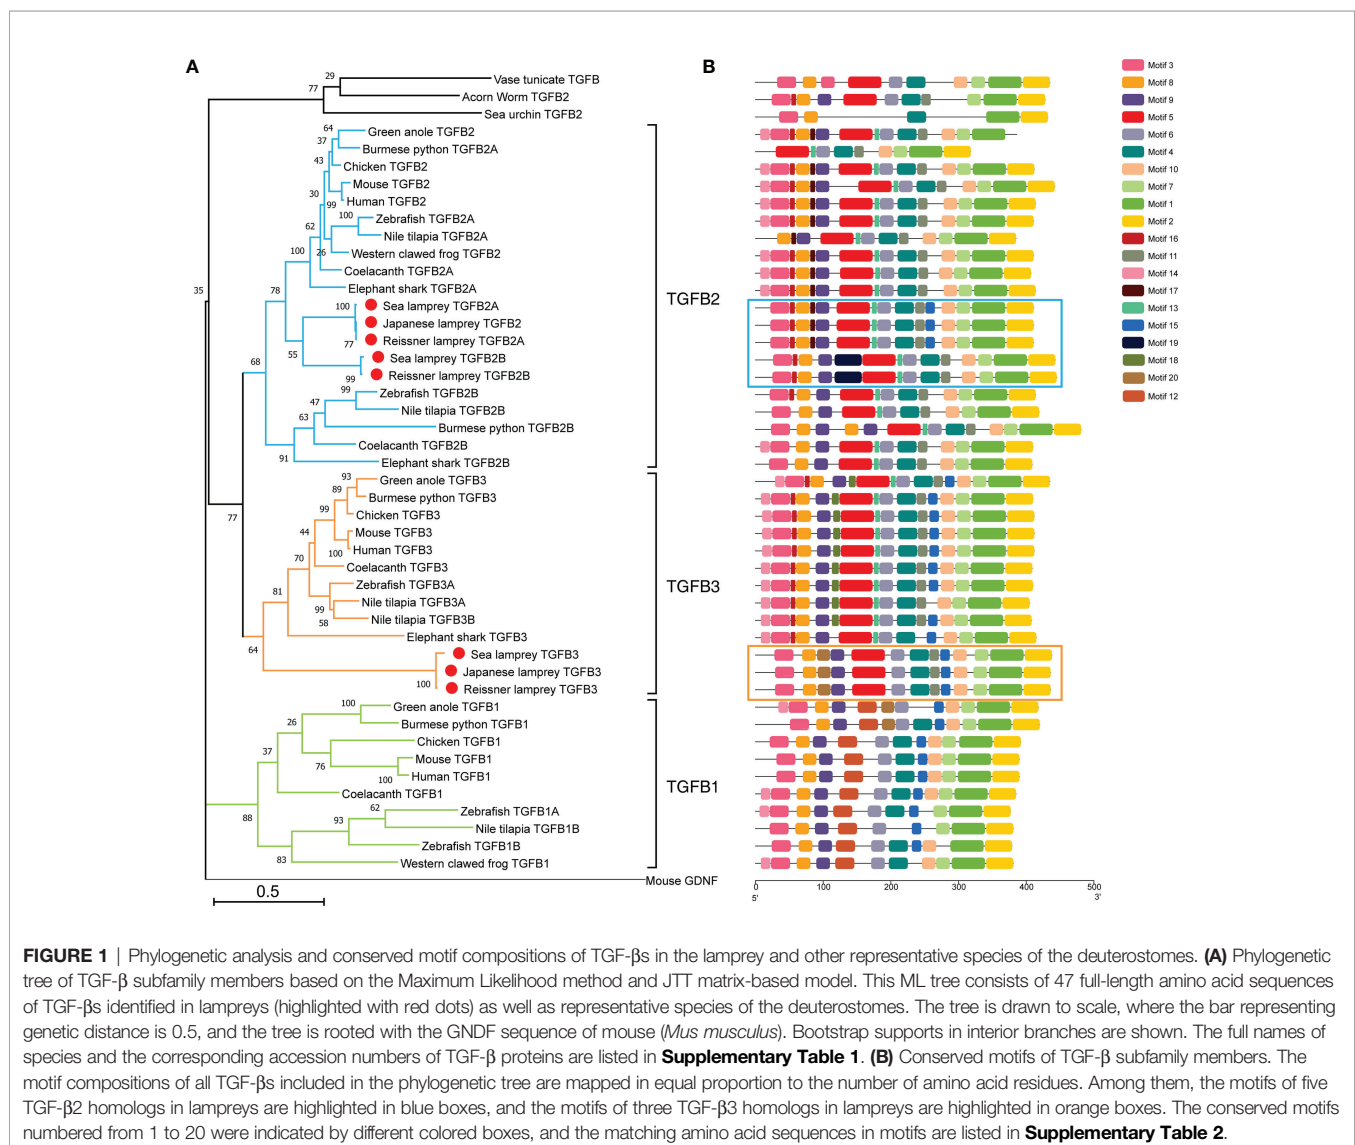 A
B
29
77
Vase tunicate TGFB
Acorn Worm TGFB2
Sea urchin TGFB2
64
37
43
30
99
100
62
26
100
78
35
Green anole TGFB2
Burmese python TGFB2A
Chicken TGFB2
Mouse TGFB2
Human TGFB2
Zebrafish TGFB2A
Nile tilapia TGFB2A
Western clawed frog TGFB2
Coelacanth TGFB2A
Elephant shark TGFB2A
100
Sea lamprey TGFB2A
Japanese lamprey TGFB2
77
Reissner lamprey TGFB2A
55
Sea lamprey TGFB2B
99
Reissner lamprey TGFB2B
68
99
47
63
91
Zebrafish TGFB2B
Nile tilapia TGFB2B
Burmese python TGFB2B
Coelacanth TGFB2B
Elephant shark TGFB2B
TGFB2
77
93
89
99
44
100
70
81
99
58
64
Green anole TGFB3
Burmese python TGFB3
Chicken TGFB3
Mouse TGFB3
Human TGFB3
Coelacanth TGFB3
Zebrafish TGFB3A
Nile tilapia TGFB3A
Nile tilapia TGFB3B
Elephant shark TGFB3
Sea lamprey TGFB3
Japanese lamprey TGFB3
100
Reissner lamprey TGFB3
TGFB3
100
26
37
76
100
88
62
93
83
Green anole TGFB1
Burmese python TGFB1
Chicken TGFB1
Mouse TGFB1
Human TGFB1
Coelacanth TGFB1
Zebrafish TGFB1A
Nile tilapia TGFB1B
Zebrafish TGFB1B
Western clawed frog TGFB1
TGFB1
Mouse GDNF
0.5
0 100 200 300 400 500
5' 3'
Motif 3
Motif 8
Motif 9
Motif 5
Motif 6
Motif 4
Motif 10
Motif 7
Motif 1
Motif 2
Motif 16
Motif 11
Motif 14
Motif 17
Motif 13
Motif 15
Motif 19
Motif 18
Motif 20
Motif 12
FIGURE 1 | Phylogenetic analysis and conserved motif compositions of TGF-βs in the lamprey and other representative species of the deuterostomes. (A) Phylogenetic
tree of TGF-β subfamily members based on the Maximum Likelihood method and JTT matrix-based model. This ML tree consists of 47 full-length amino acid sequences
of TGF-βs identified in lampreys (highlighted with red dots) as well as representative species of the deuterostomes. The tree is drawn to scale, where the bar representing
genetic distance is 0.5, and the tree is rooted with the GNDF sequence of mouse (Mus musculus). Bootstrap supports in interior branches are shown. The full names of
species and the corresponding accession numbers of TGF-β proteins are listed in Supplementary Table 1. (B) Conserved motifs of TGF-β subfamily members. The
motif compositions of all TGF-βs included in the phylogenetic tree are mapped in equal proportion to the number of amino acid residues. Among them, the motifs of five
TGF-β2 homologs in lampreys are highlighted in blue boxes, and the motifs of three TGF-β3 homologs in lampreys are highlighted in orange boxes. The conserved motifs
numbered from 1 to 20 were indicated by different colored boxes, and the matching amino acid sequences in motifs are listed in Supplementary Table 2.